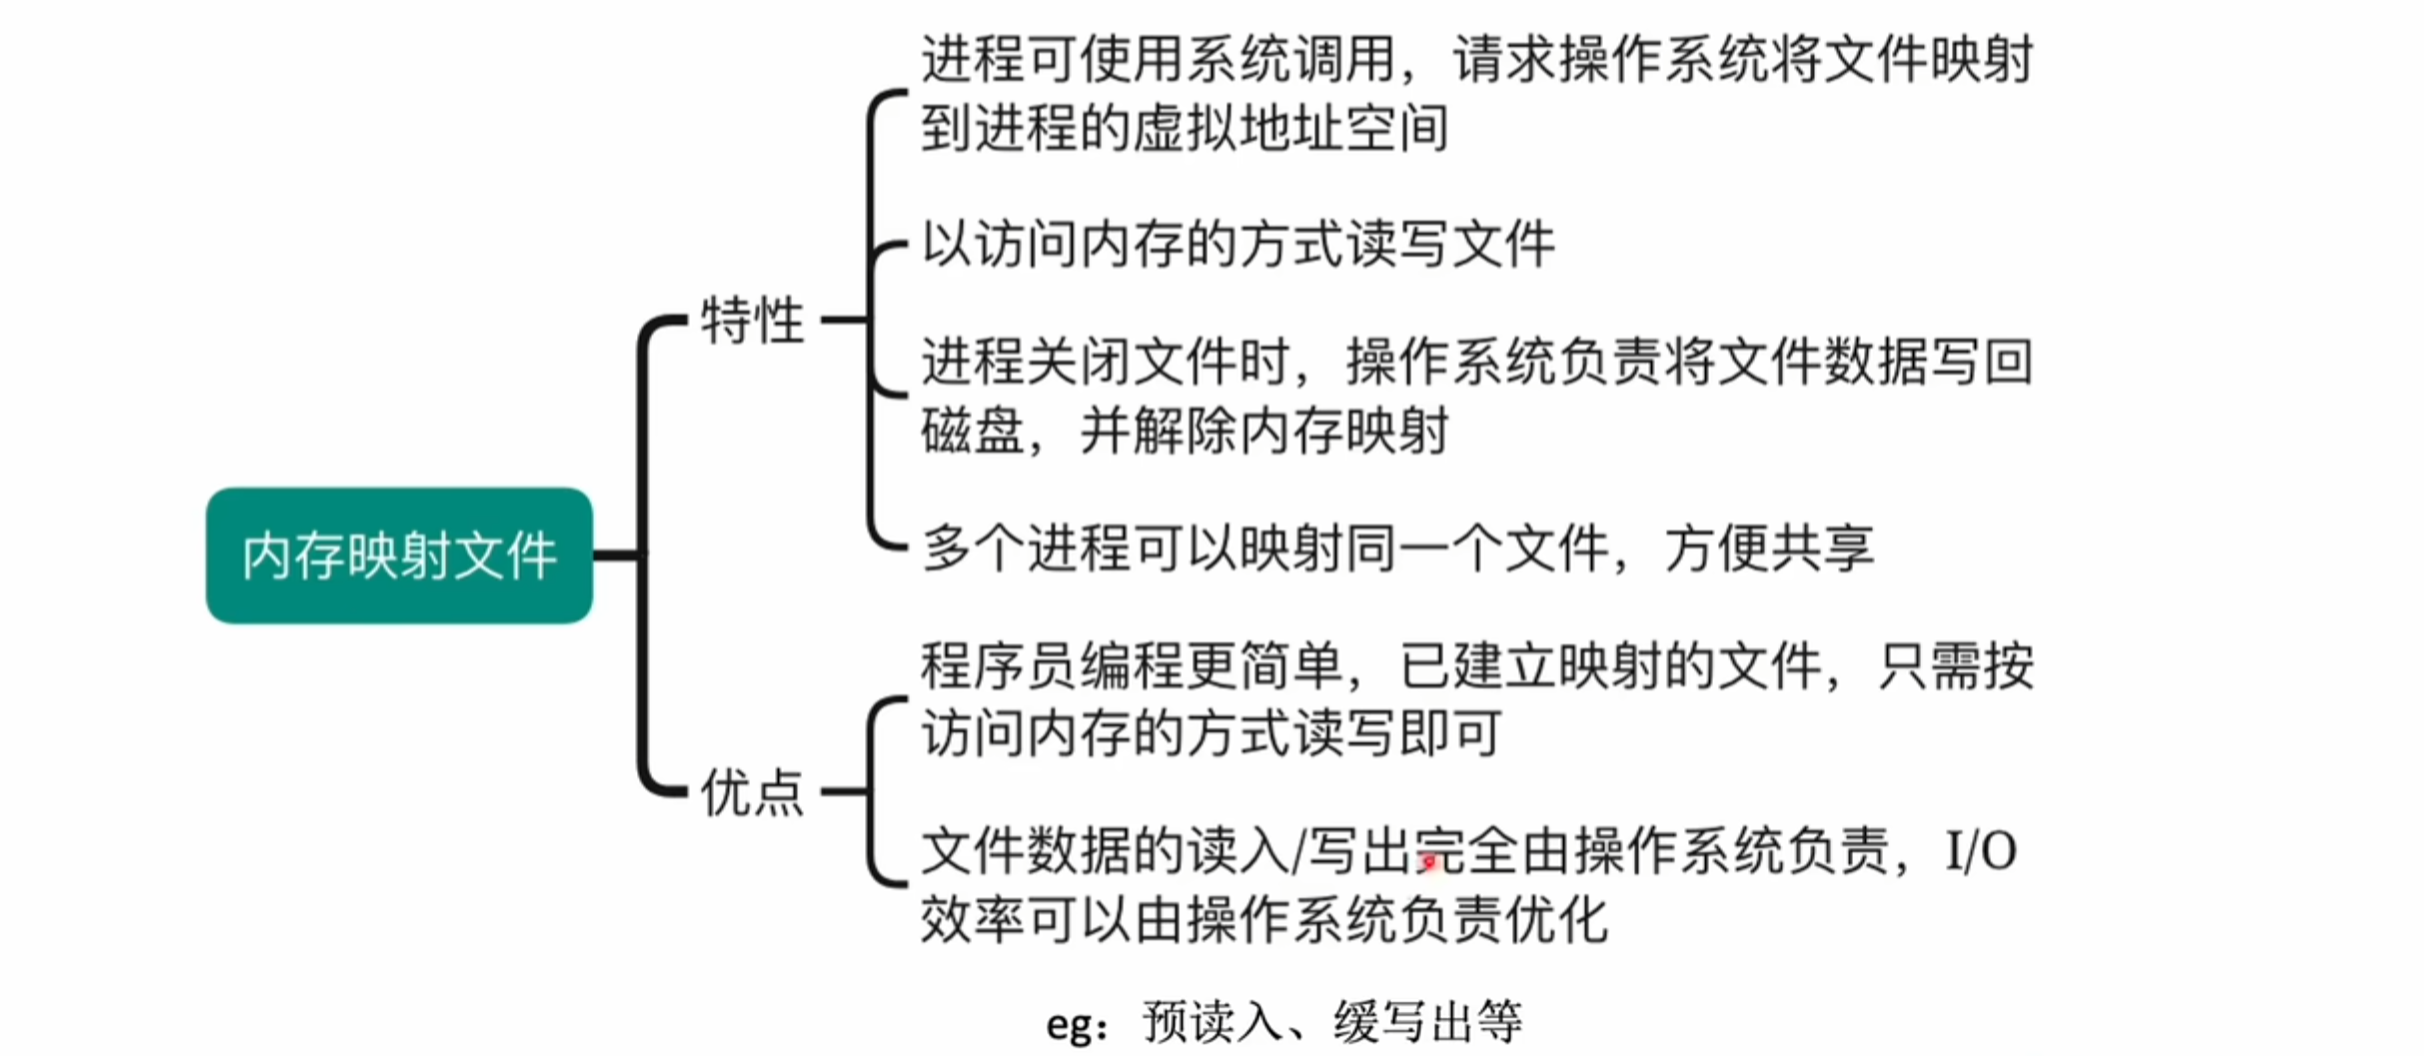 进程可使用系统调用，请求操作系统将文件映射
到进程的虚拟地址空间
以访问内存的方式读写文件
特性
进程关闭文件时，操作系统负责将文件数据写回
磁盘，并解除内存映射
多个进程可以映射同一个文件，方便共享
内存映射文件
程序员编程更简单，已建立映射的文件，只需按
访问内存的方式读写即可
优点
文件数据的读入/写出完全由操作系统负责，I/O
效率可以由操作系统负责优化
eg：预读入、缓写出等